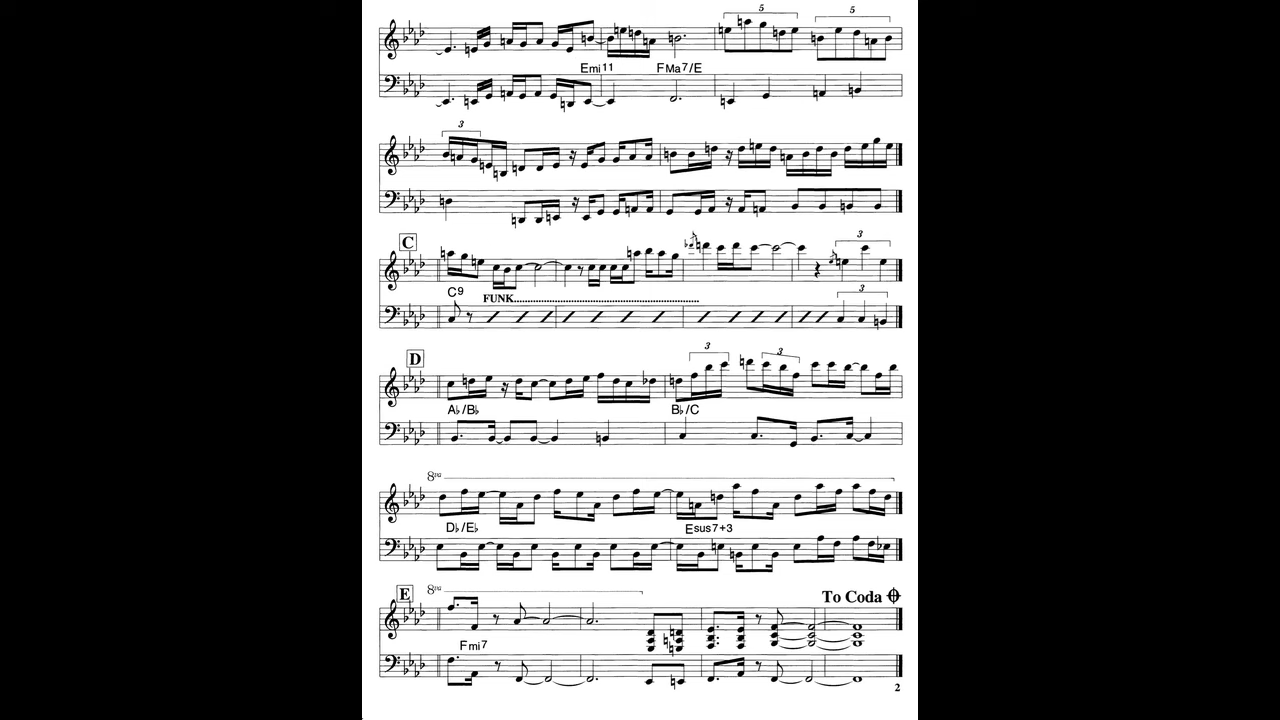 5 5
Emi11 FMa7/E
3
C
3
C9 FUNK
3
D
3 3
A♭/B♭ B♭/C
8va
D♭/E♭ Esus7+3
E 8va To Coda
Fmi7
2